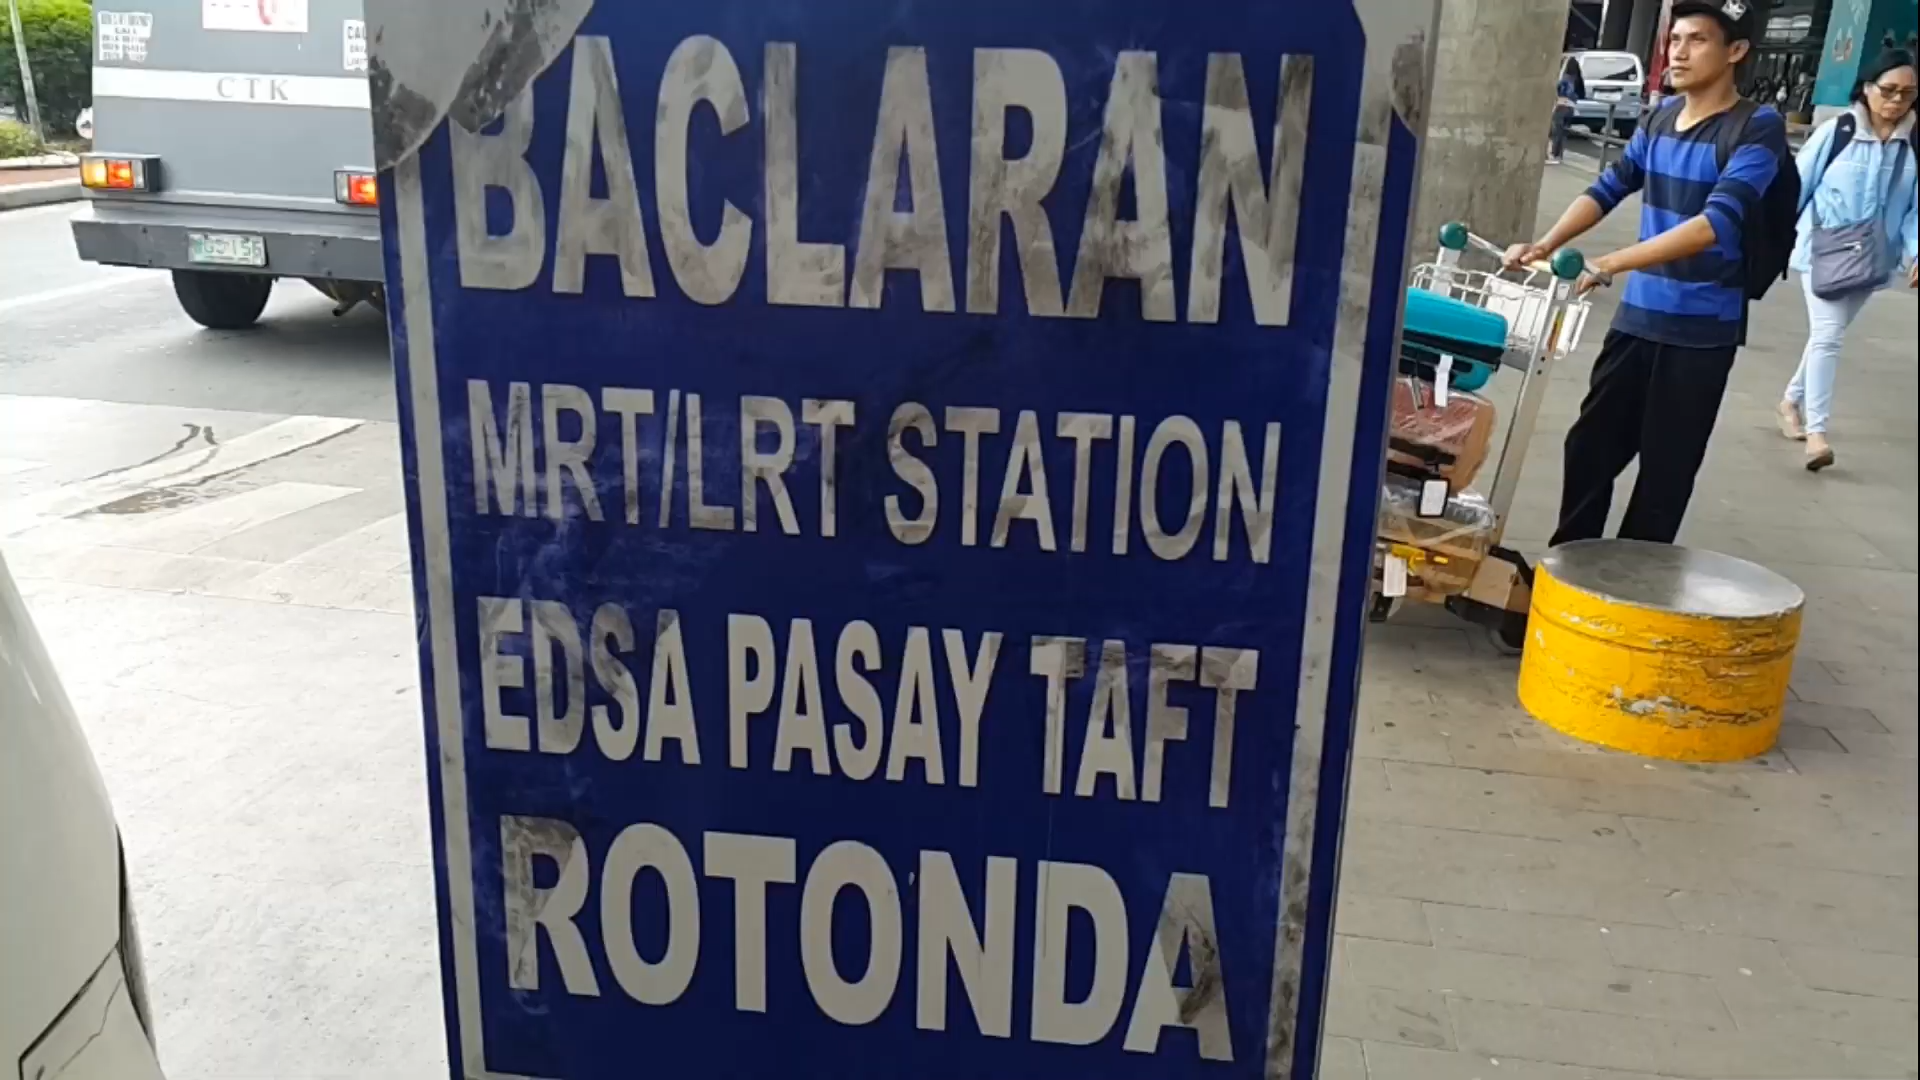 CTK
BACLARAN
MRT/LRT STATION
EDSA PASAY TAFT
ROTONDA